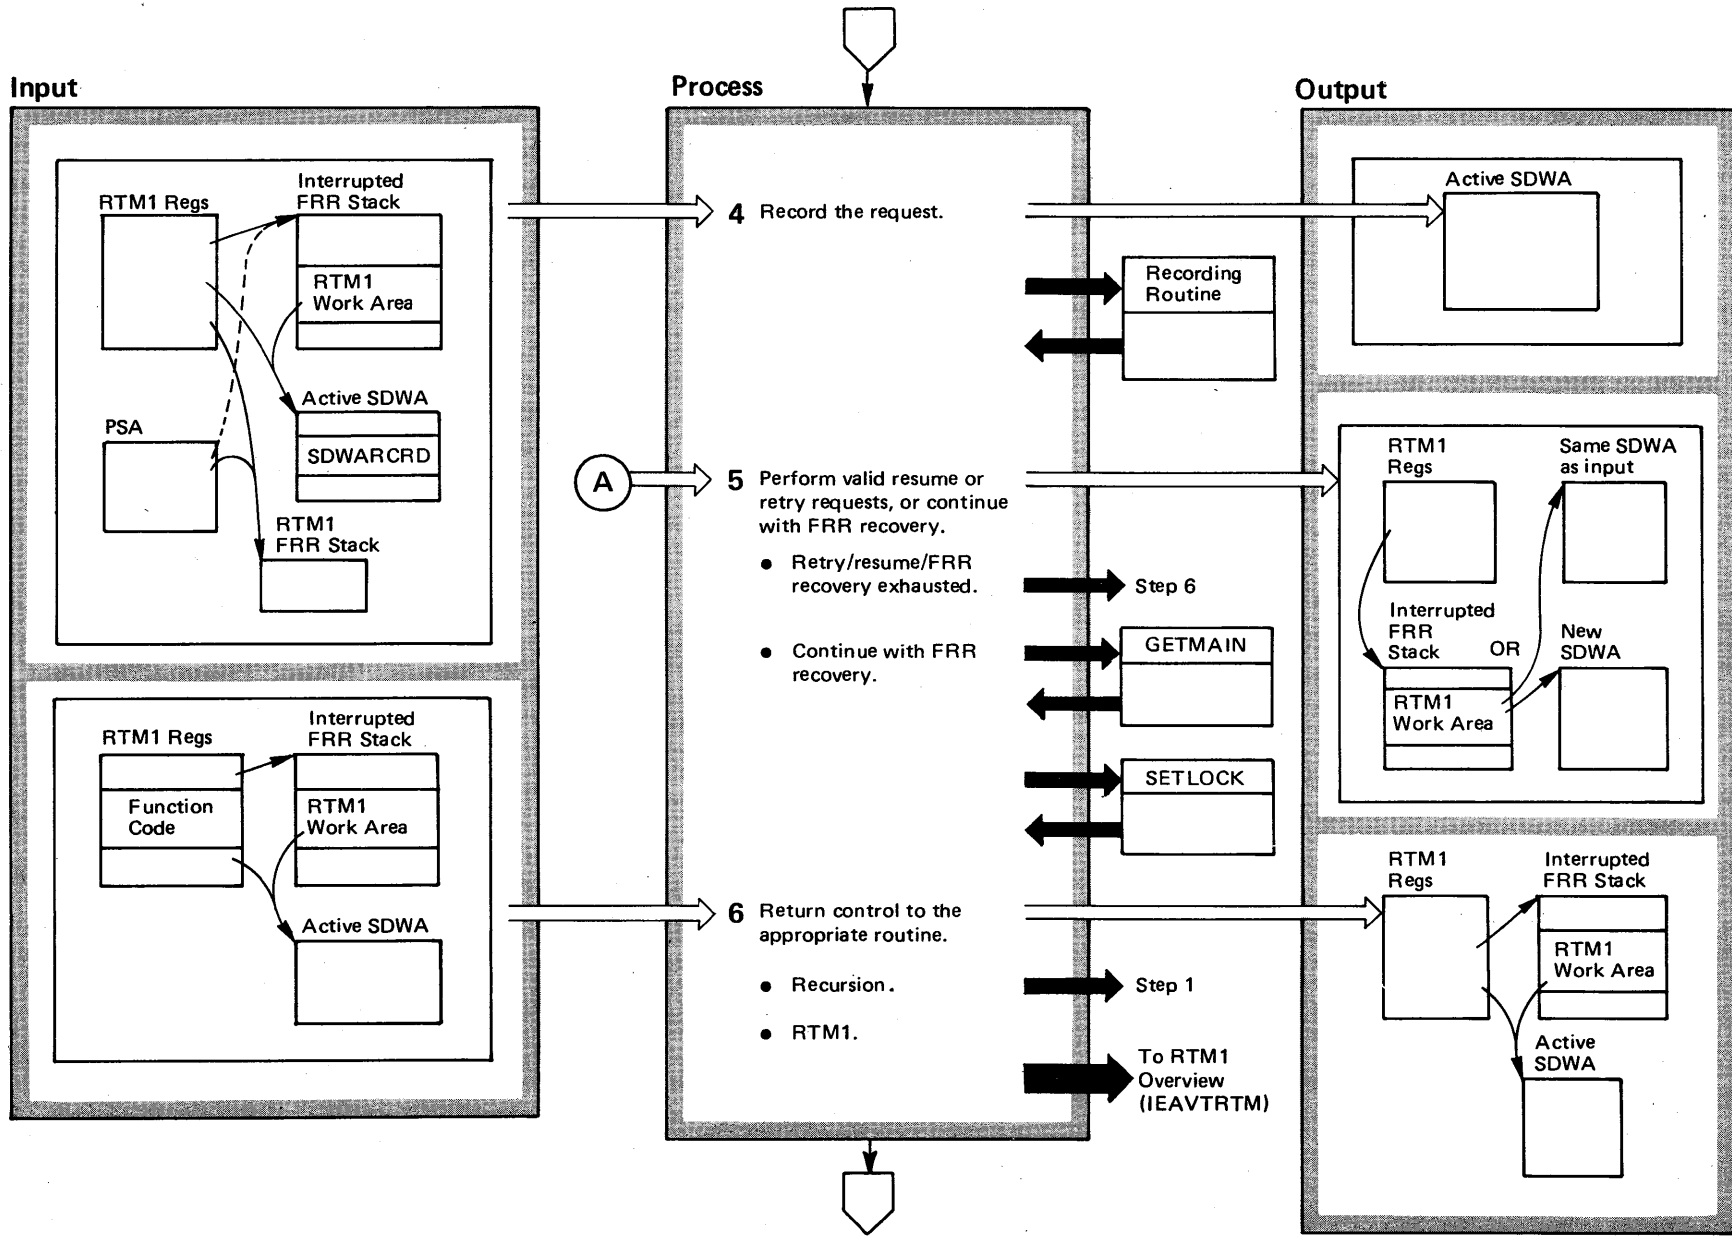 Input
RTM1 Regs
Interrupted
FRR Stack
RTM1
Work Area
Active SDWA
SDWARCRD
PSA
RTM1
FRR Stack
RTM1 Regs
Function
Code
Interrupted
FRR Stack
RTM1
Work Area
Active SDWA
Process
4 Record the request.
Recording
Routine
A
5 Perform valid resume or
retry requests, or continue
with FRR recovery.
• Retry/resume/FRR
recovery exhausted.
Step 6
• Continue with FRR
recovery.
GETMAIN
SETLOCK
6 Return control to the
appropriate routine.
• Recursion.
Step 1
• RTM1.
To RTM1
Overview
(IEAVTRTM)
Output
Active SDWA
RTM1
Regs
Same SDWA
as input
Interrupted
FRR
Stack
OR
New
SDWA
RTM1
Work Area
RTM1
Regs
Interrupted
FRR Stack
RTM1
Work Area
Active
SDWA